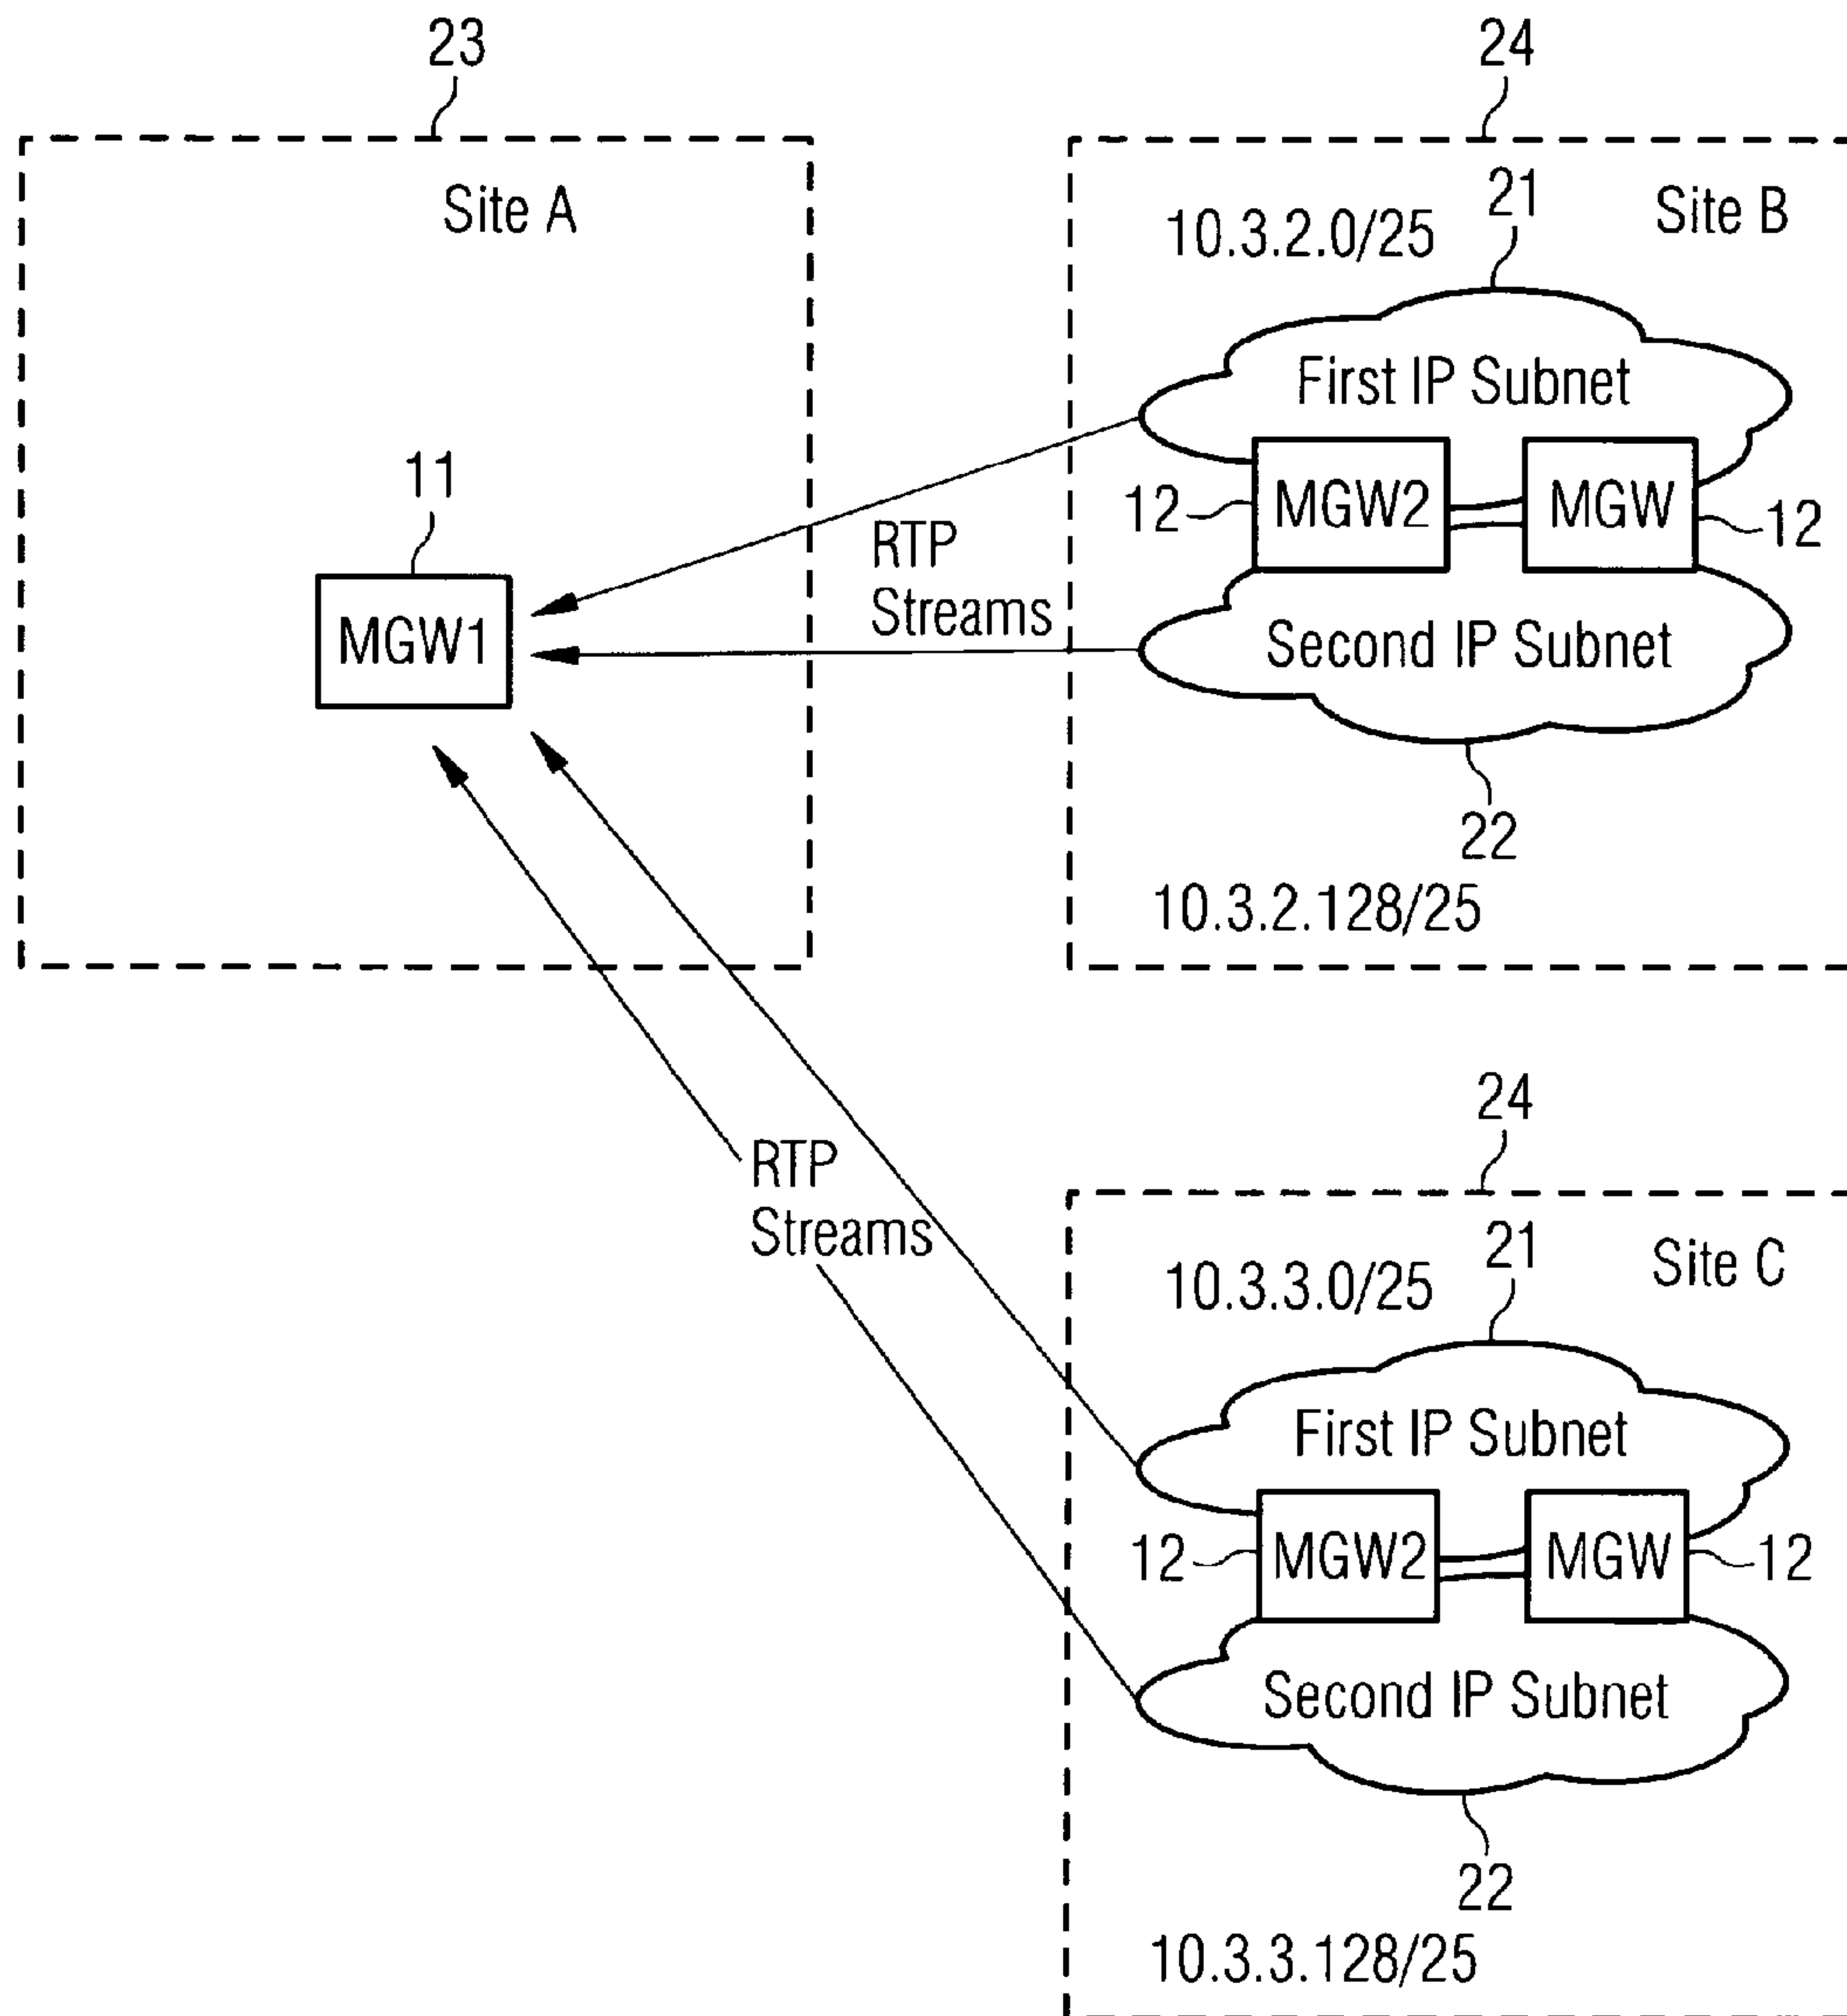 23
Site A
11
MGW1
RTP
Streams
24
21
10.3.2.0/25
Site B
First IP Subnet
12
MGW2
MGW
12
Second IP Subnet
22
10.3.2.128/25
RTP
Streams
24
21
10.3.3.0/25
Site C
First IP Subnet
12
MGW2
MGW
12
Second IP Subnet
22
10.3.3.128/25